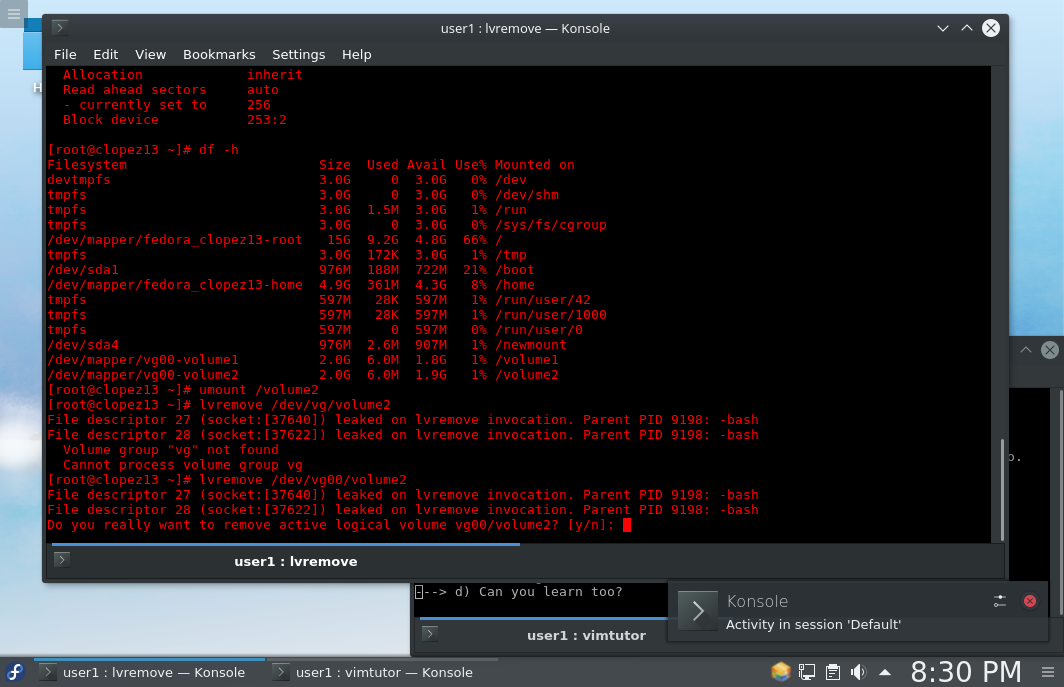 user1 : lvremove — Konsole
File Edit View Bookmarks Settings Help
H
Allocation inherit
Read ahead sectors auto
- currently set to 256
Block device 253:2
[root@clopez13 ~]# df -h
Filesystem Size Used Avail Use% Mounted on
devtmpfs 3.0G 0 3.0G 0% /dev
tmpfs 3.0G 0 3.0G 0% /dev/shm
tmpfs 3.0G 1.5M 3.0G 1% /run
tmpfs 3.0G 0 3.0G 0% /sys/fs/cgroup
/dev/mapper/fedora_clopez13-root 15G 9.2G 4.8G 66% /
tmpfs 3.0G 172K 3.0G 1% /tmp
/dev/sda1 976M 188M 722M 21% /boot
/dev/mapper/fedora_clopez13-home 4.9G 361M 4.3G 8% /home
tmpfs 597M 28K 597M 1% /run/user/42
tmpfs 597M 28K 597M 1% /run/user/1000
tmpfs 597M 0 597M 0% /run/user/0
/dev/sda4 976M 2.6M 907M 1% /newmount
/dev/mapper/vg00-volume1 2.0G 6.0M 1.8G 1% /volume1
/dev/mapper/vg00-volume2 2.0G 6.0M 1.9G 1% /volume2
[root@clopez13 ~]# umount /volume2
[root@clopez13 ~]# lvremove /dev/vg/volume2
File descriptor 27 (socket:[37640]) leaked on lvremove invocation. Parent PID 9198: -bash
File descriptor 28 (socket:[37622]) leaked on lvremove invocation. Parent PID 9198: -bash
Volume group "vg" not found
Cannot process volume group vg
[root@clopez13 ~]# lvremove /dev/vg00/volume2
File descriptor 27 (socket:[37640]) leaked on lvremove invocation. Parent PID 9198: -bash
File descriptor 28 (socket:[37622]) leaked on lvremove invocation. Parent PID 9198: -bash
Do you really want to remove active logical volume vg00/volume2? [y/n]:
user1 : lvremove
o.
---> d) Can you learn too?
user1 : vimtutor
Konsole
Activity in session 'Default'
user1 : lvremove — Konsole
user1 : vimtutor — Konsole
8:30 PM